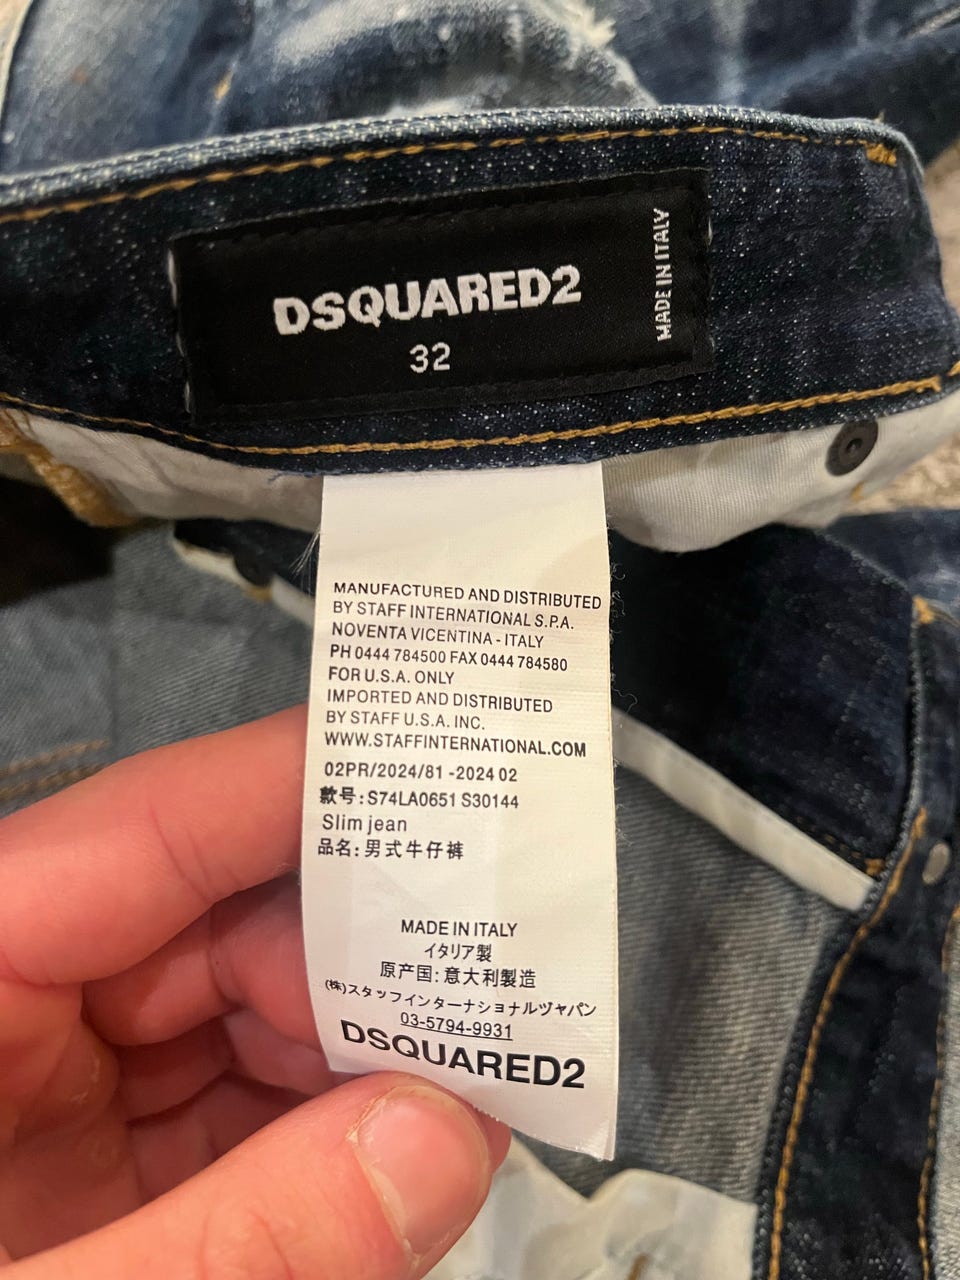 DSQUARED2
32
MADE IN ITALY
MANUFACTURED AND DISTRIBUTED
BY STAFF INTERNATIONAL S.P.A.
NOVENTA VICENTINA - ITALY
PH 0444 784500 FAX 0444 784580
FOR U.S.A. ONLY
IMPORTED AND DISTRIBUTED
BY STAFF U.S.A. INC.
WWW.STAFFINTERNATIONAL.COM
02PR/2024/81 -2024 02
款号:S74LA0651 S30144
Slim jean
品名:男式牛仔裤
MADE IN ITALY
イタリア製
原产国:意大利製造
(株)スタッフインターナショナルヅャパン
03-5794-9931
DSQUARED2